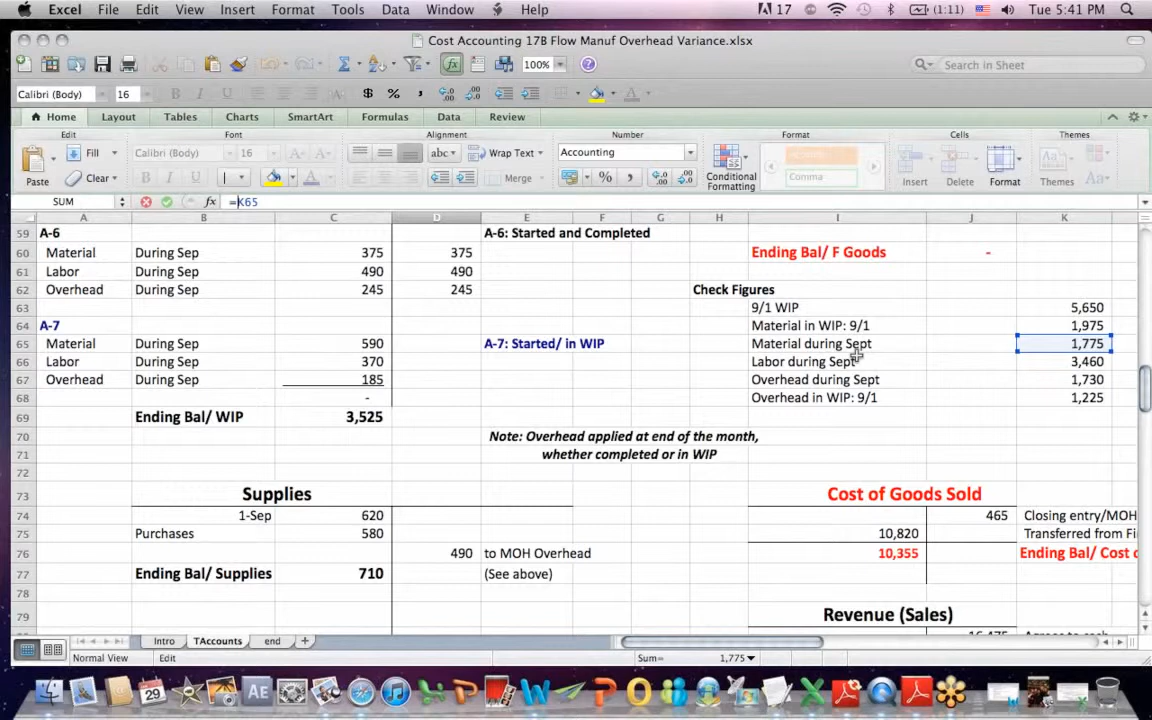 Excel File Edit View Insert Format Tools Data Window Help 17 (1:11) Tue 5:41 PM
Cost Accounting 17B Flow Manuf Overhead Variance.xlsx
100% Search in Sheet
Calibri (Body) 16 B I U $ %
Home Layout Tables Charts SmartArt Formulas Data Review
Edit Font Alignment Number Format Cells Themes
Fill Calibri (Body) 16 abc Wrap Text Accounting
Paste Clear B I U Merge % Conditional Formatting Comma Insert Delete Format Themes Aa
SUM fx =K65
A B C D E F G H I J K
59 A-6 A-6: Started and Completed
60 Material During Sep 375 375 Ending Bal/ F Goods -
61 Labor During Sep 490 490
62 Overhead During Sep 245 245 Check Figures
63 9/1 WIP 5,650
64 A-7 Material in WIP: 9/1 1,975
65 Material During Sep 590 A-7: Started/ in WIP Material during Sept 1,775
66 Labor During Sep 370 Labor during Sept 3,460
67 Overhead During Sep 185 Overhead during Sept 1,730
68 - Overhead in WIP: 9/1 1,225
69 Ending Bal/ WIP 3,525
70 Note: Overhead applied at end of the month,
71 whether completed or in WIP
72
73 Supplies Cost of Goods Sold
74 1-Sep 620 465 Closing entry/MOH
75 Purchases 580 10,820 Transferred from Fi
76 490 to MOH Overhead 10,355 Ending Bal/ Cost
77 Ending Bal/ Supplies 710 (See above)
78
79 Revenue (Sales)
Intro TAccounts end
Normal View Edit Sum= 1,775